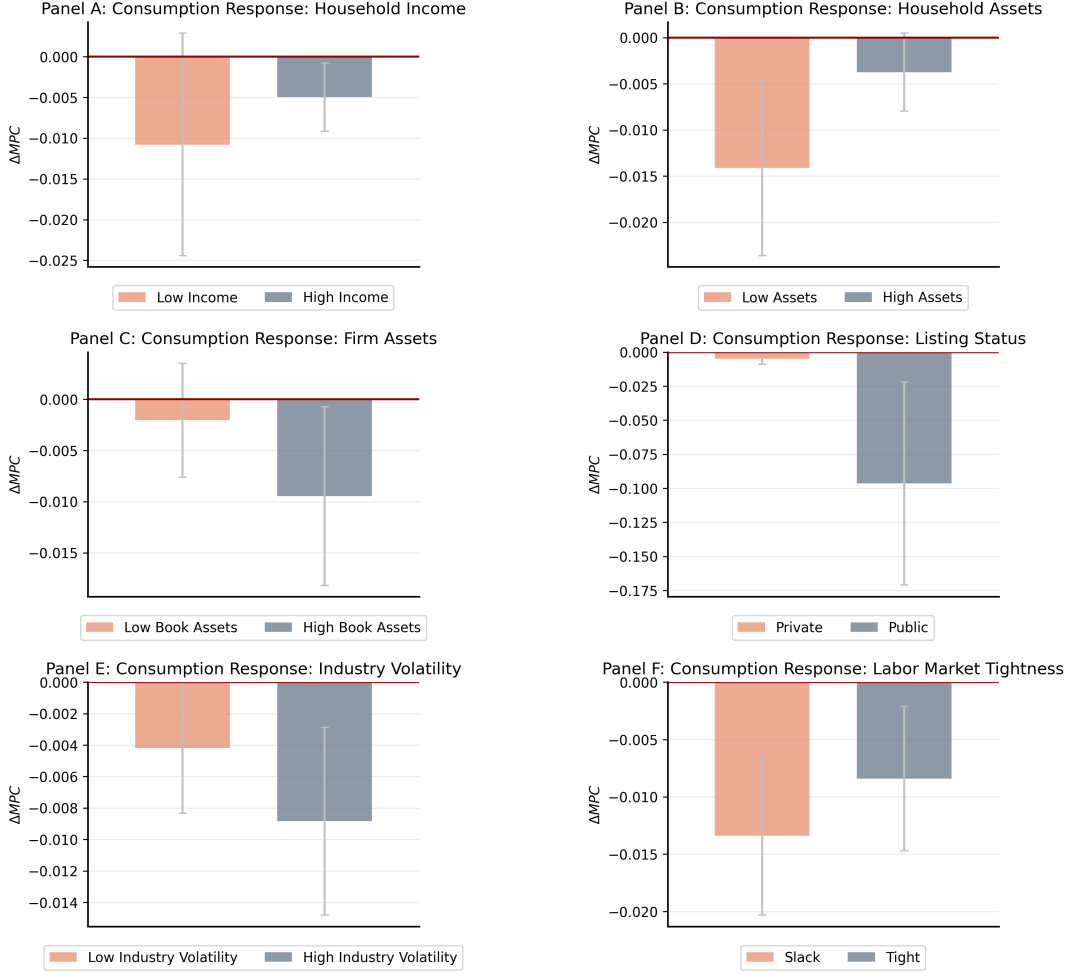 Panel A: Consumption Response: Household Income
0.000
−0.005
−0.010
−0.015
−0.020
−0.025
ΔMPC
Low Income
High Income
Panel B: Consumption Response: Household Assets
0.000
−0.005
−0.010
−0.015
−0.020
ΔMPC
Low Assets
High Assets
Panel C: Consumption Response: Firm Assets
0.000
−0.005
−0.010
−0.015
ΔMPC
Low Book Assets
High Book Assets
Panel D: Consumption Response: Listing Status
0.000
−0.025
−0.050
−0.075
−0.100
−0.125
−0.150
−0.175
ΔMPC
Private
Public
Panel E: Consumption Response: Industry Volatility
0.000
−0.002
−0.004
−0.006
−0.008
−0.010
−0.012
−0.014
ΔMPC
Low Industry Volatility
High Industry Volatility
Panel F: Consumption Response: Labor Market Tightness
0.000
−0.005
−0.010
−0.015
−0.020
ΔMPC
Slack
Tight